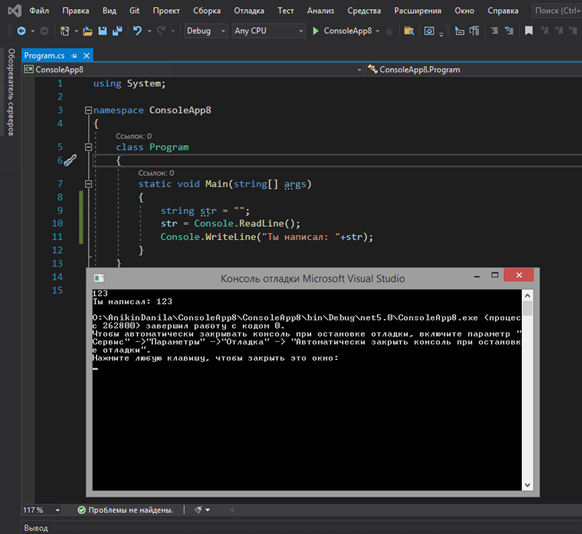 Файл Правка Вид Git Проект Сборка Отладка Тест Анализ Средства Расширения Окно Справка Поиск (Ctrl+
Debug Any CPU ConsoleApp8
Обозреватель серверов
Program.cs
ConsoleApp8 ConsoleApp8.Program
1 using System;
2
3 namespace ConsoleApp8
4 {
Ссылок: 0
5 class Program
6 {
Ссылок: 0
7 static void Main(string[] args)
8 {
9 string str = "";
10 str = Console.ReadLine();
11 Console.WriteLine("Ты написал: "+str);
12 }
13 }
14
15
Консоль отладки Microsoft Visual Studio
123
Ты написал: 123
O:\AnikinDanila\ConsoleApp8\ConsoleApp8\bin\Debug\net5.0\ConsoleApp8.exe (процес
с 262800) завершил работу с кодом 0.
Чтобы автоматически закрывать консоль при остановке отладки, включите параметр "
Сервис" ->"Параметры" ->"Отладка" -> "Автоматически закрыть консоль при остановк
е отладки".
Нажмите любую клавишу, чтобы закрыть это окно:
117 % Проблемы не найдены.
Вывод